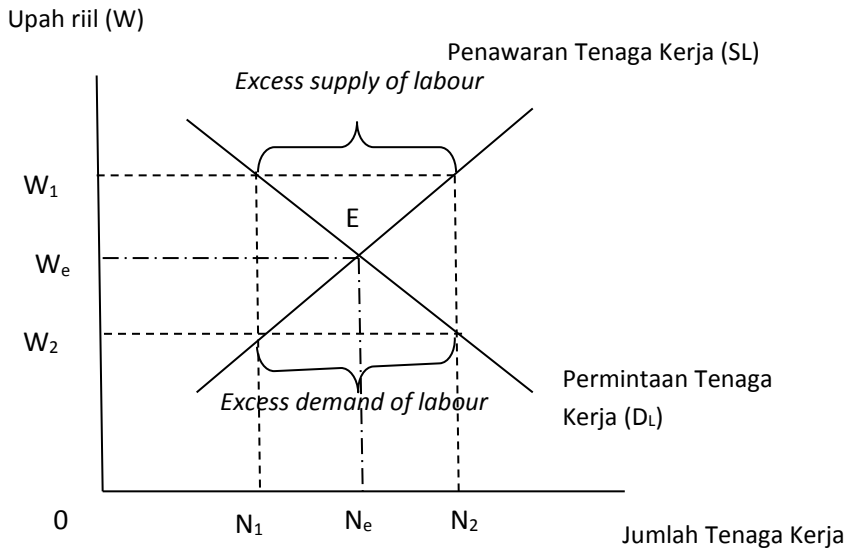 Upah riil (W)
Penawaran Tenaga Kerja (SL)
Excess supply of labour
W₁
E
Wₑ
W₂
Excess demand of labour
Permintaan Tenaga
Kerja (Dʟ)
0
N₁
Nₑ
N₂
Jumlah Tenaga Kerja